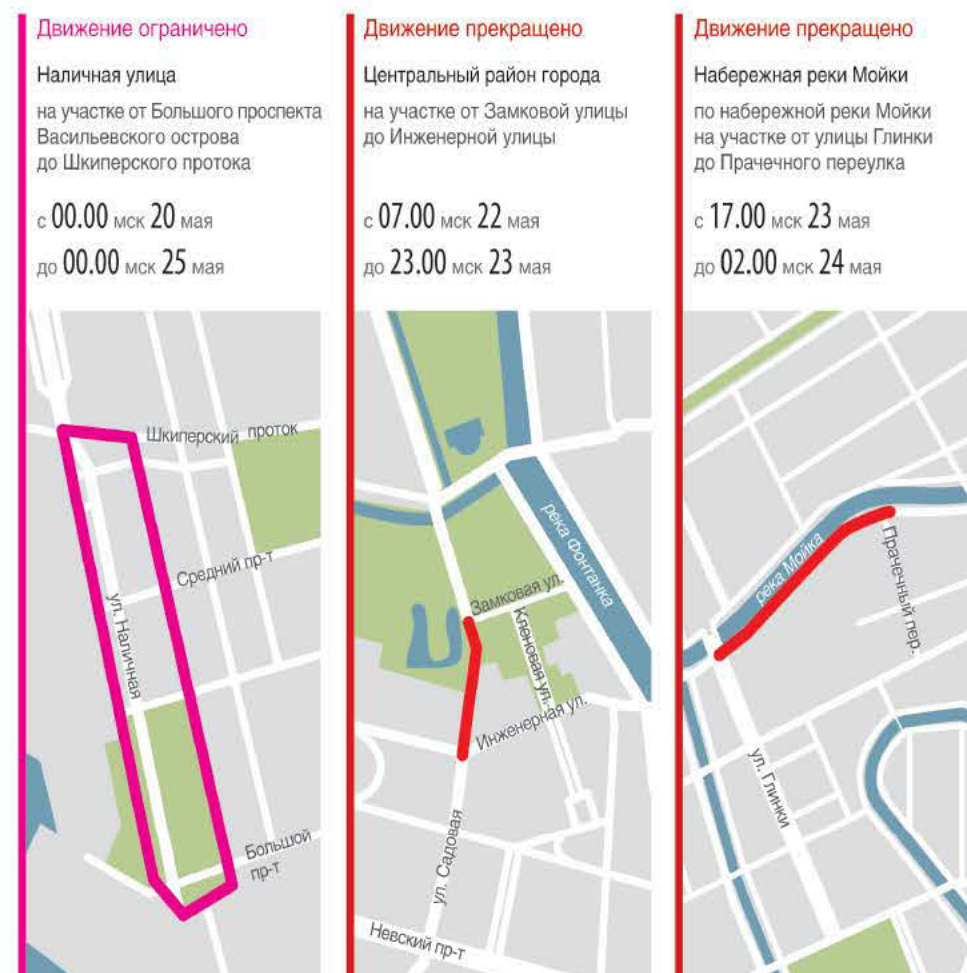 Движение ограничено
Наличная улица
на участке от Большого проспекта
Васильевского острова
до Шкиперского протока
с 00.00 мск 20 мая
до 00.00 мск 25 мая
Шкиперский проток
Средний пр-т
ул. Наличная
Большой
пр-т
Движение прекращено
Центральный район города
на участке от Замковой улицы
до Инженерной улицы
с 07.00 мск 22 мая
до 23.00 мск 23 мая
река Фонтанка
Замковая ул.
Кленовая ул.
Инженерная ул.
ул. Садовая
Невский пр-т
Движение прекращено
Набережная реки Мойки
по набережной реки Мойки
на участке от улицы Глинки
до Прачечного переулка
с 17.00 мск 23 мая
до 02.00 мск 24 мая
река Мойка
Прачечный пер.
ул. Глинки